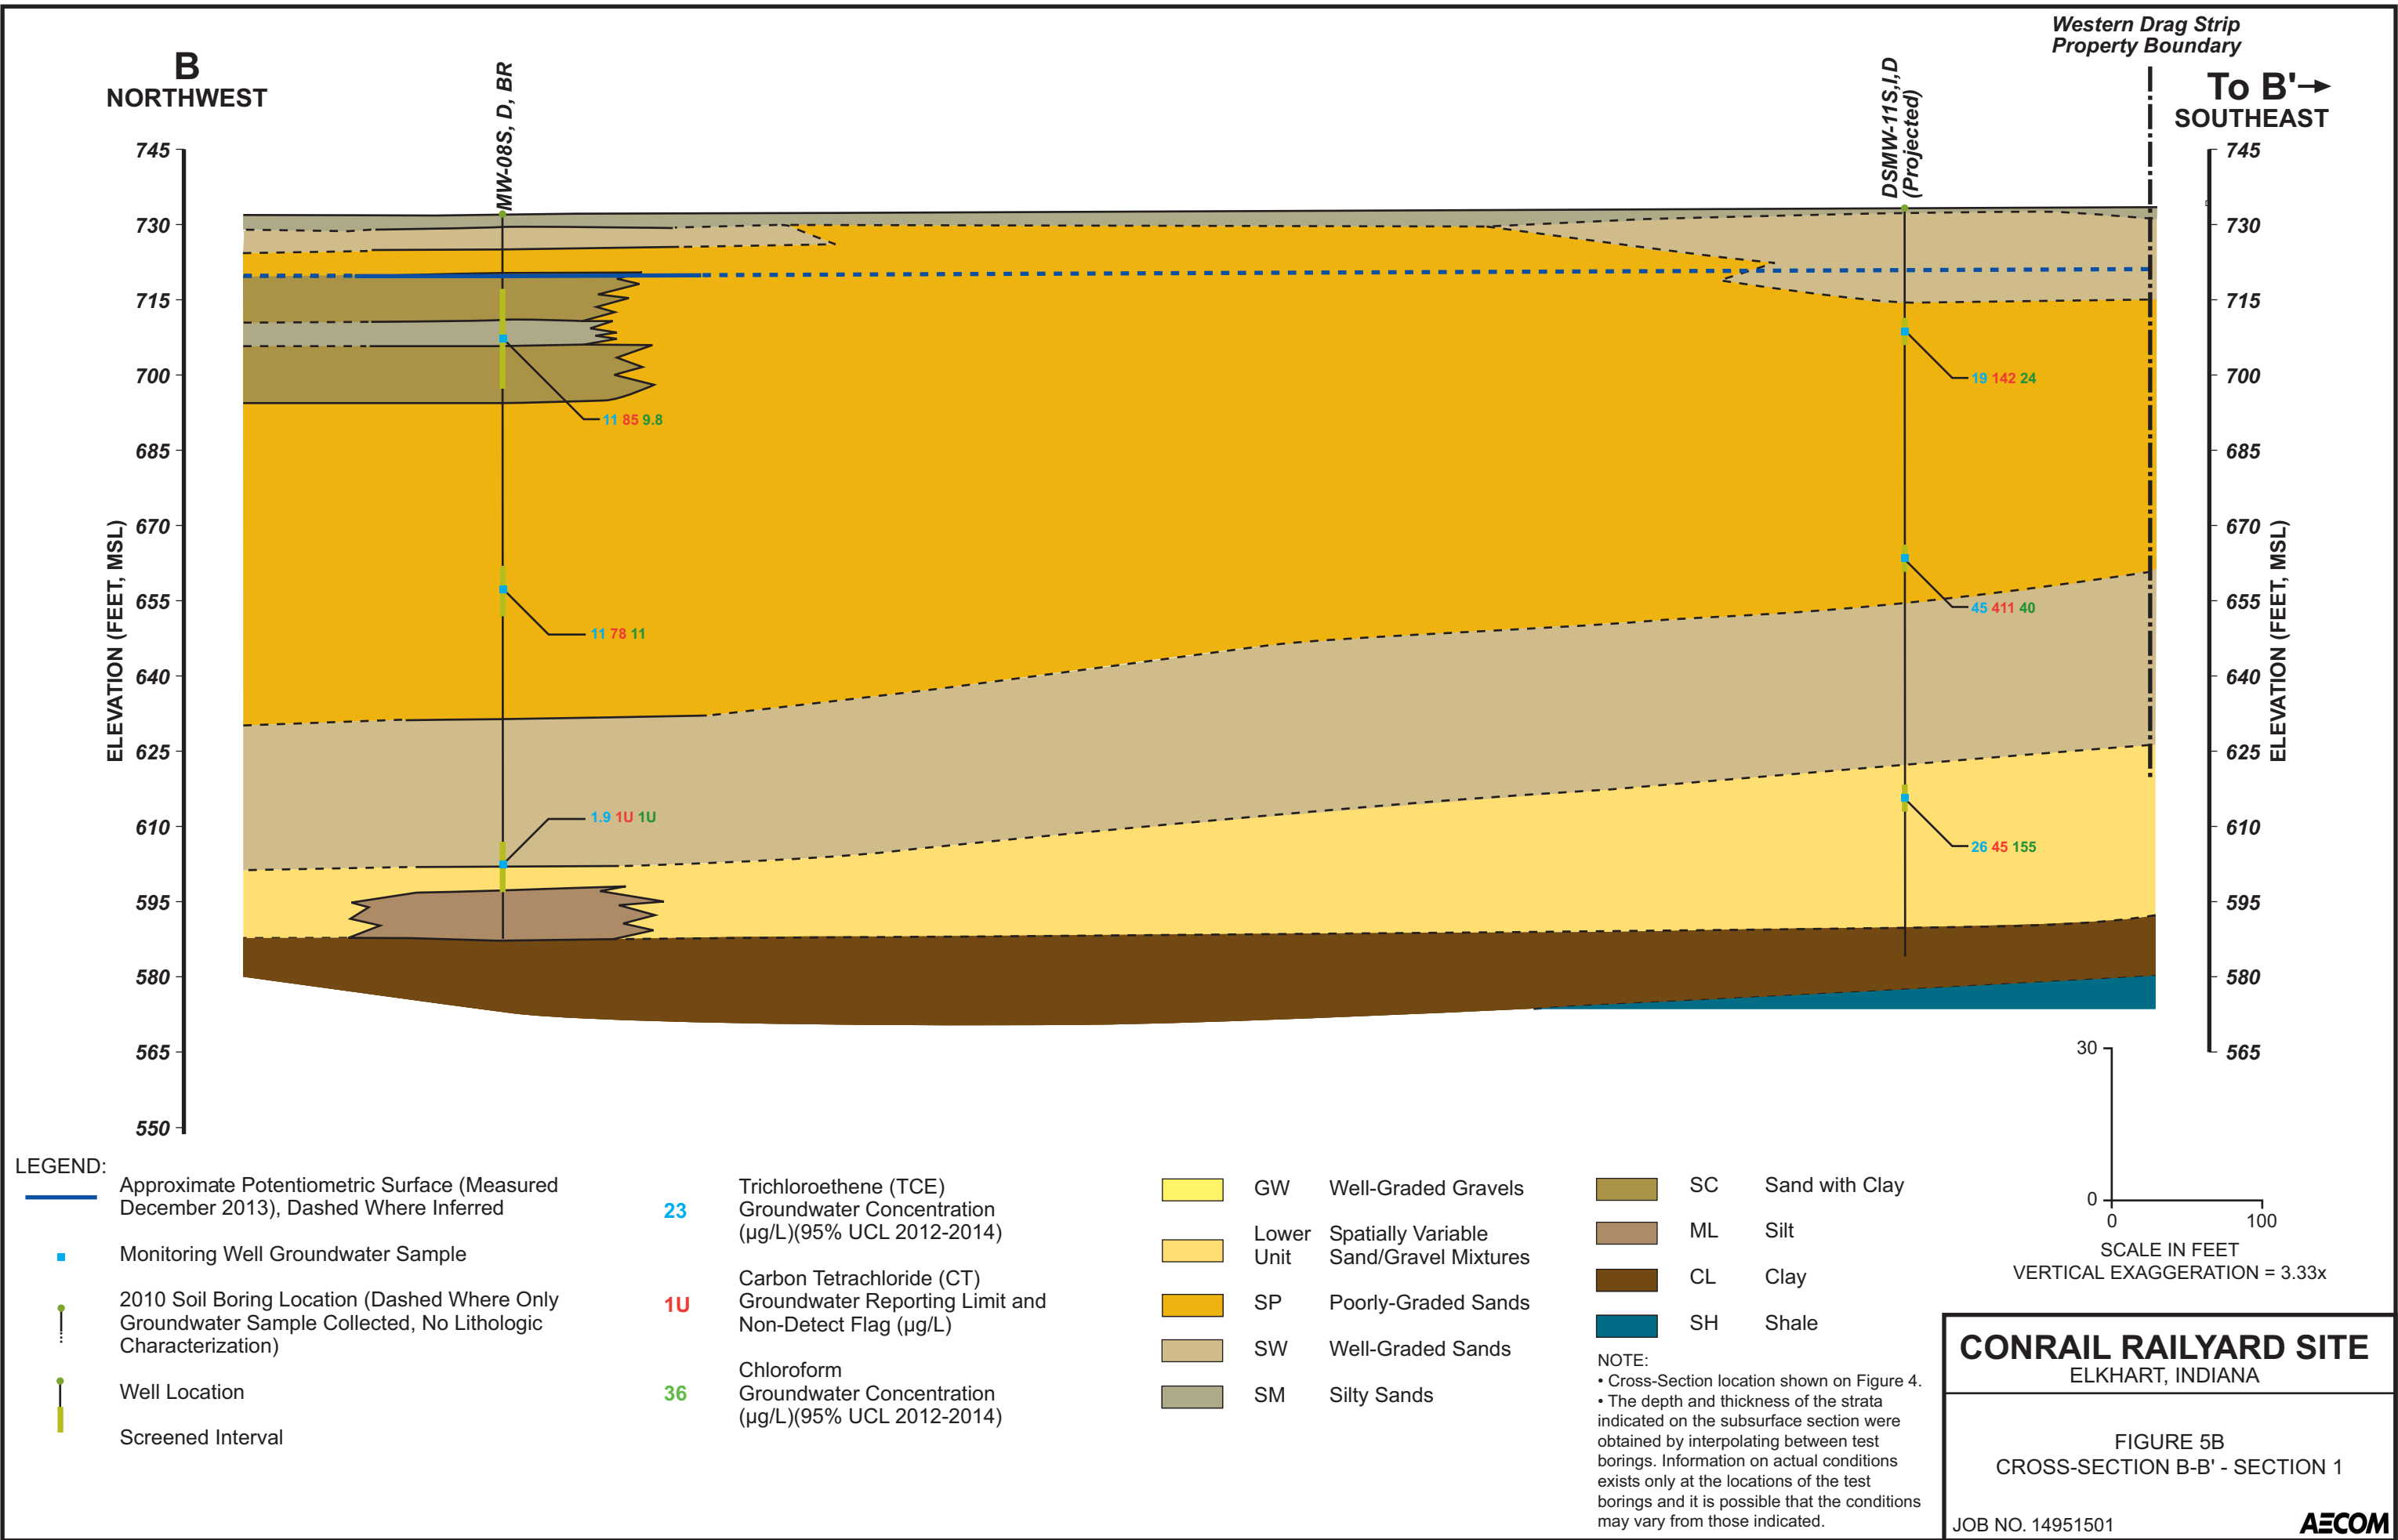 Western Drag Strip
Property Boundary
B
NORTHWEST
MW-08S, D, BR
DSMW-11S,I,D
(Projected)
To B'→
SOUTHEAST
745
730
715
700
685
670
655
640
625
610
595
580
565
550
ELEVATION (FEET, MSL)
745
730
715
700
685
670
655
640
625
610
595
580
565
ELEVATION (FEET, MSL)
11 85 9.8
11 78 11
1.9 1U 1U
19 142 24
45 411 40
26 45 155
30
0
0 100
SCALE IN FEET
VERTICAL EXAGGERATION = 3.33x
LEGEND:
Approximate Potentiometric Surface (Measured
December 2013), Dashed Where Inferred
Monitoring Well Groundwater Sample
2010 Soil Boring Location (Dashed Where Only
Groundwater Sample Collected, No Lithologic
Characterization)
Well Location
Screened Interval
23
Trichloroethene (TCE)
Groundwater Concentration
(µg/L)(95% UCL 2012-2014)
1U
Carbon Tetrachloride (CT)
Groundwater Reporting Limit and
Non-Detect Flag (µg/L)
36
Chloroform
Groundwater Concentration
(µg/L)(95% UCL 2012-2014)
GW Well-Graded Gravels
Lower Spatially Variable
Unit Sand/Gravel Mixtures
SP Poorly-Graded Sands
SW Well-Graded Sands
SM Silty Sands
SC Sand with Clay
ML Silt
CL Clay
SH Shale
NOTE:
• Cross-Section location shown on Figure 4.
• The depth and thickness of the strata
indicated on the subsurface section were
obtained by interpolating between test
borings. Information on actual conditions
exists only at the locations of the test
borings and it is possible that the conditions
may vary from those indicated.
CONRAIL RAILYARD SITE
ELKHART, INDIANA
FIGURE 5B
CROSS-SECTION B-B' - SECTION 1
JOB NO. 14951501
AECOM